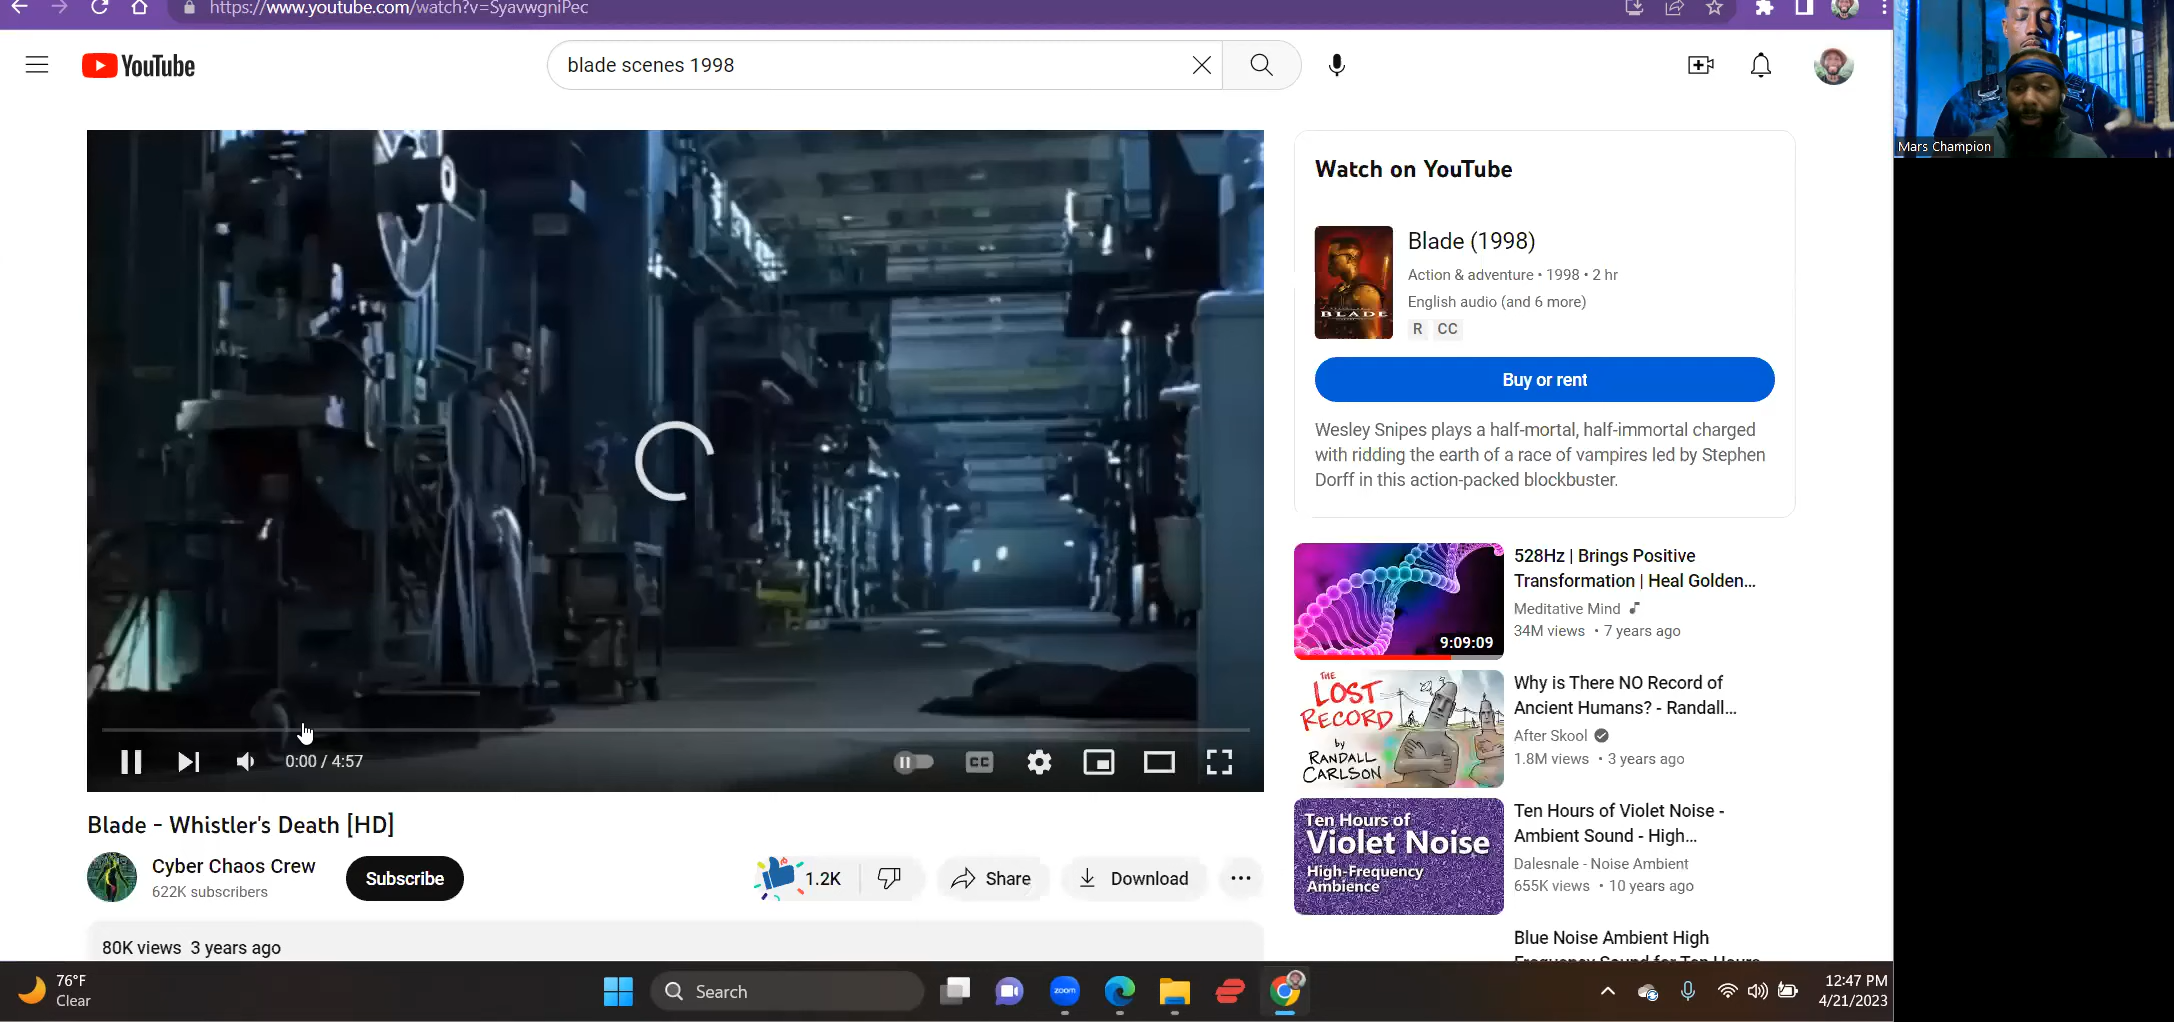 https://www.youtube.com/watch?v=SyavwgniPec
YouTube
blade scenes 1998
Mars Champion
0:00 / 4:57
CC
Blade - Whistler's Death [HD]
Cyber Chaos Crew
622K subscribers
Subscribe
1.2K
Share
Download
80K views 3 years ago
Watch on YouTube
BLADE
Blade (1998)
Action & adventure • 1998 • 2 hr
English audio (and 6 more)
R CC
Buy or rent
Wesley Snipes plays a half-mortal, half-immortal charged
with ridding the earth of a race of vampires led by Stephen
Dorff in this action-packed blockbuster.
9:09:09
528Hz | Brings Positive
Transformation | Heal Golden...
Meditative Mind
34M views • 7 years ago
THE
LOST
RECORD
by
RANDALL
CARLSON
Why is There NO Record of
Ancient Humans? - Randall...
After Skool
1.8M views • 3 years ago
Ten Hours of
Violet Noise
High-Frequency
Ambience
Ten Hours of Violet Noise -
Ambient Sound - High...
Dalesnale - Noise Ambient
655K views • 10 years ago
Blue Noise Ambient High
Frequency Sound for Ten Hours
76°F
Clear
Search
zoom
12:47 PM
4/21/2023